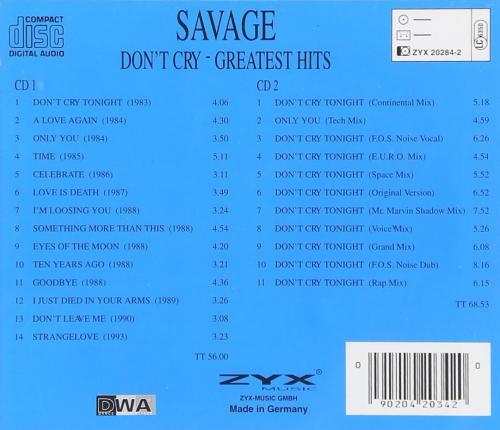 COMPACT
disc
DIGITAL AUDIO
SAVAGE
DON'T CRY - GREATEST HITS
ZYX 20284-2
LC 6350
CD 1
1 DON'T CRY TONIGHT (1983) 4.06
2 A LOVE AGAIN (1984) 4.30
3 ONLY YOU (1984) 3.50
4 TIME (1985) 5.11
5 CELEBRATE (1986) 5.11
6 LOVE IS DEATH (1987) 3.49
7 I'M LOOSING YOU (1988) 3.24
8 SOMETHING MORE THAN THIS (1988) 4.54
9 EYES OF THE MOON (1988) 4.20
10 TEN YEARS AGO (1988) 3.21
11 GOODBYE (1988) 4.36
12 I JUST DIED IN YOUR ARMS (1989) 3.26
13 DON'T LEAVE ME (1990) 3.08
14 STRANGELOVE (1993) 3.23
TT 56.00
CD 2
1 DON'T CRY TONIGHT (Continental Mix) 5.18
2 ONLY YOU (Tech Mix) 4.59
3 DON'T CRY TONIGHT (F.O.S. Noise Vocal) 6.26
4 DON'T CRY TONIGHT (E.U.R.O. Mix) 4.54
5 DON'T CRY TONIGHT (Space Mix) 6.52
6 DON'T CRY TONIGHT (Original Version) 6.52
7 DON'T CRY TONIGHT (Mr. Marvin Shadow Mix) 7.52
8 DON'T CRY TONIGHT (Voice Mix) 5.26
9 DON'T CRY TONIGHT (Grand Mix) 6.08
10 DON'T CRY TONIGHT (F.O.S. Noise Dub) 8.16
11 DON'T CRY TONIGHT (Rap Mix) 6.15
TT 68.53
DWA
ZYX®
MUSIC
ZYX-MUSIC GMBH
Made in Germany
0 0
0 90204 20342 0